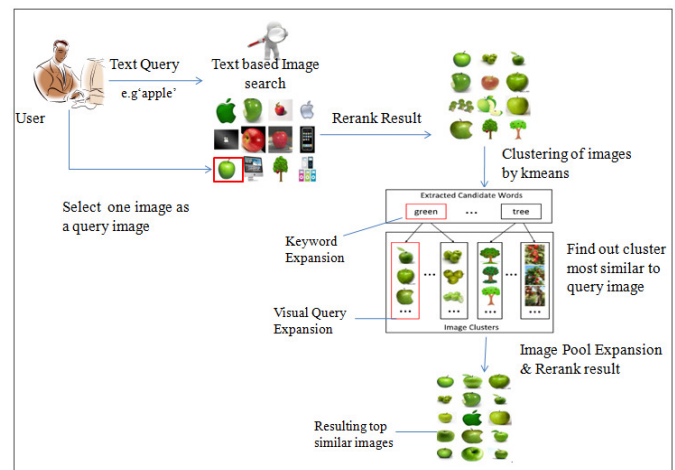 Text Query
e.g'apple'
Text based Image
search
User
Rerank Result
Select one image as
a query image
Clustering of images
by kmeans
Extracted Candidate Words
green
...
tree
Keyword
Expansion
Find out cluster
most similar to
query image
...
...
... ... ... ...
Visual Query
Expansion
Image Clusters
Image Pool Expansion
& Rerank result
Resulting top
similar images